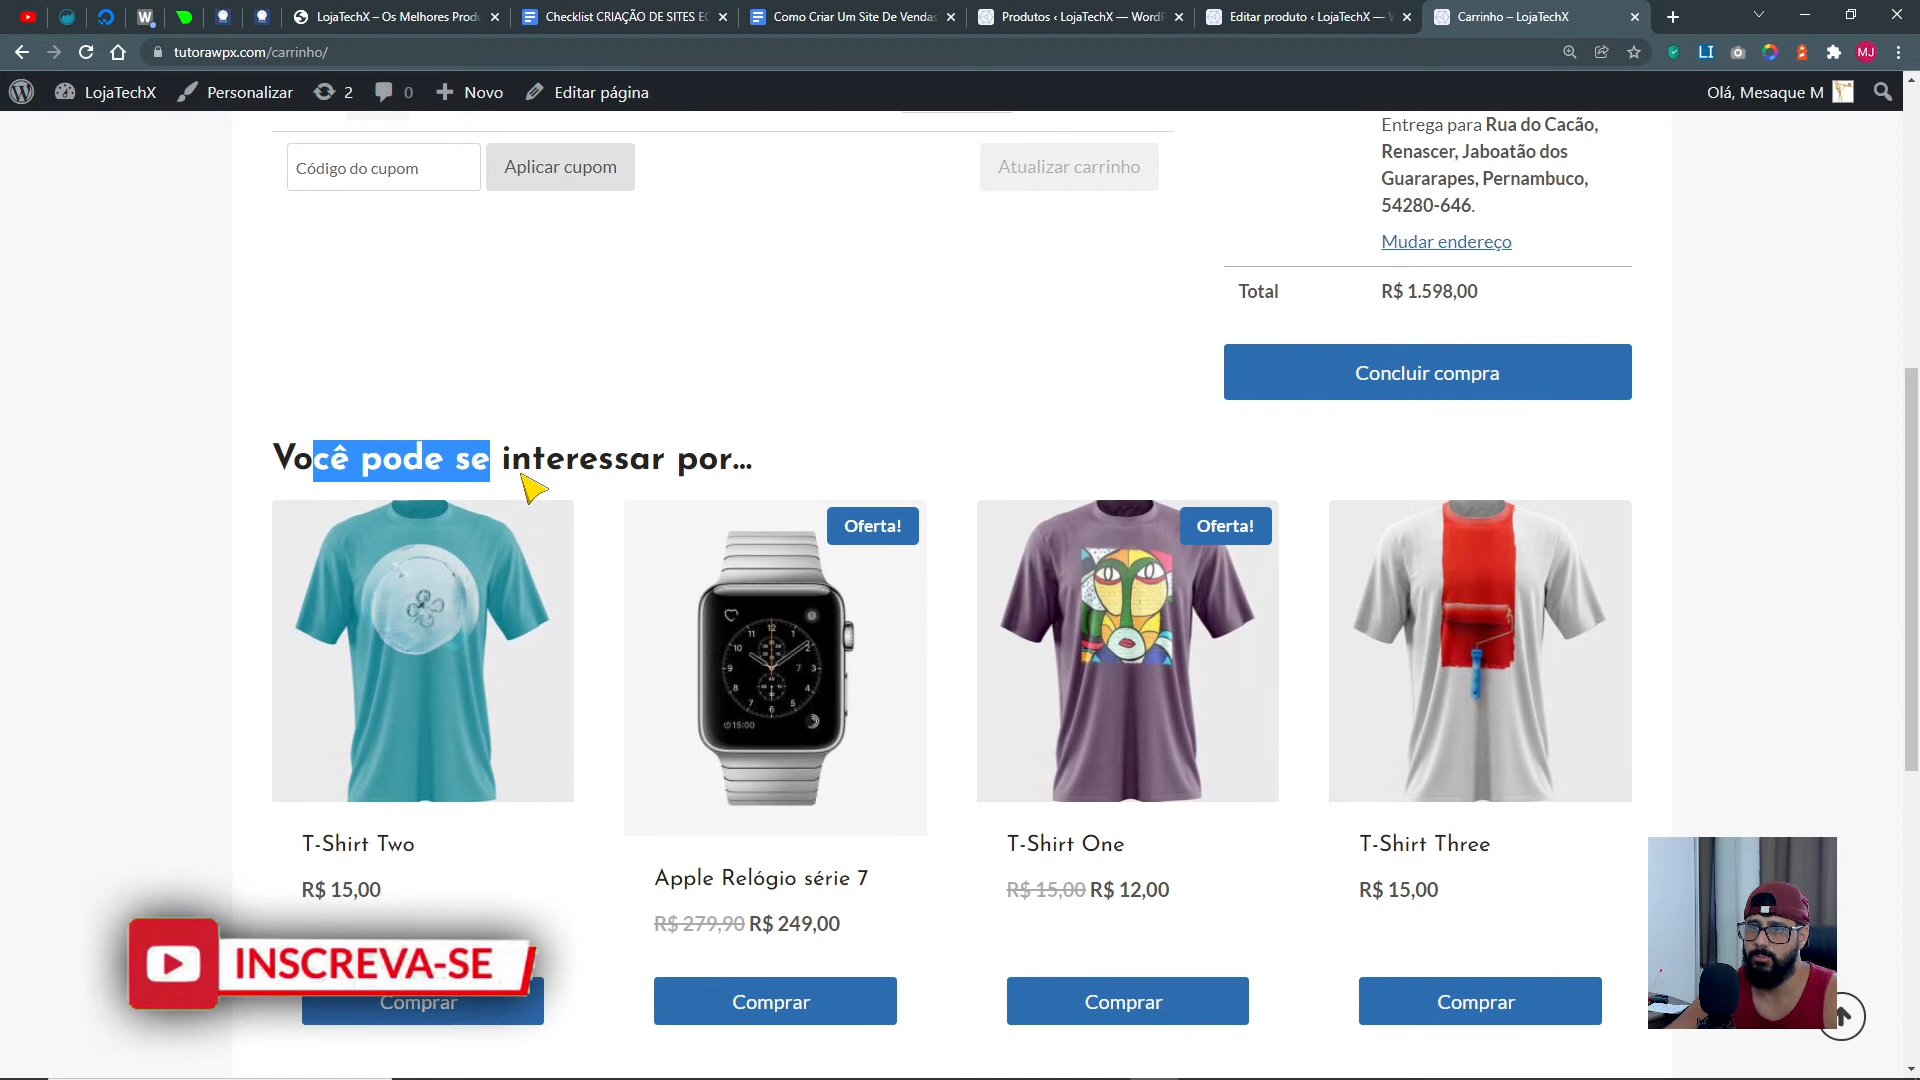 LojaTechX – Os Melhores Produ
Checklist CRIAÇÃO DE SITES EC
Como Criar Um Site De Vendas
Produtos ‹ LojaTechX — WordP
Editar produto ‹ LojaTechX — W
Carrinho – LojaTechX
tutorawpx.com/carrinho/
LI
MJ
LojaTechX
Personalizar
2
0
Novo
Editar página
Olá, Mesaque M
Entrega para Rua do Cacão,
Renascer, Jaboatão dos
Guararapes, Pernambuco,
54280-646.
Mudar endereço
Código do cupom
Aplicar cupom
Atualizar carrinho
Total
R$ 1.598,00
Concluir compra
Você pode se interessar por...
Oferta!
Oferta!
T-Shirt Two
R$ 15,00
Comprar
Apple Relógio série 7
R$ 279,90 R$ 249,00
Comprar
T-Shirt One
R$ 15,00 R$ 12,00
Comprar
T-Shirt Three
R$ 15,00
Comprar
INSCREVA-SE